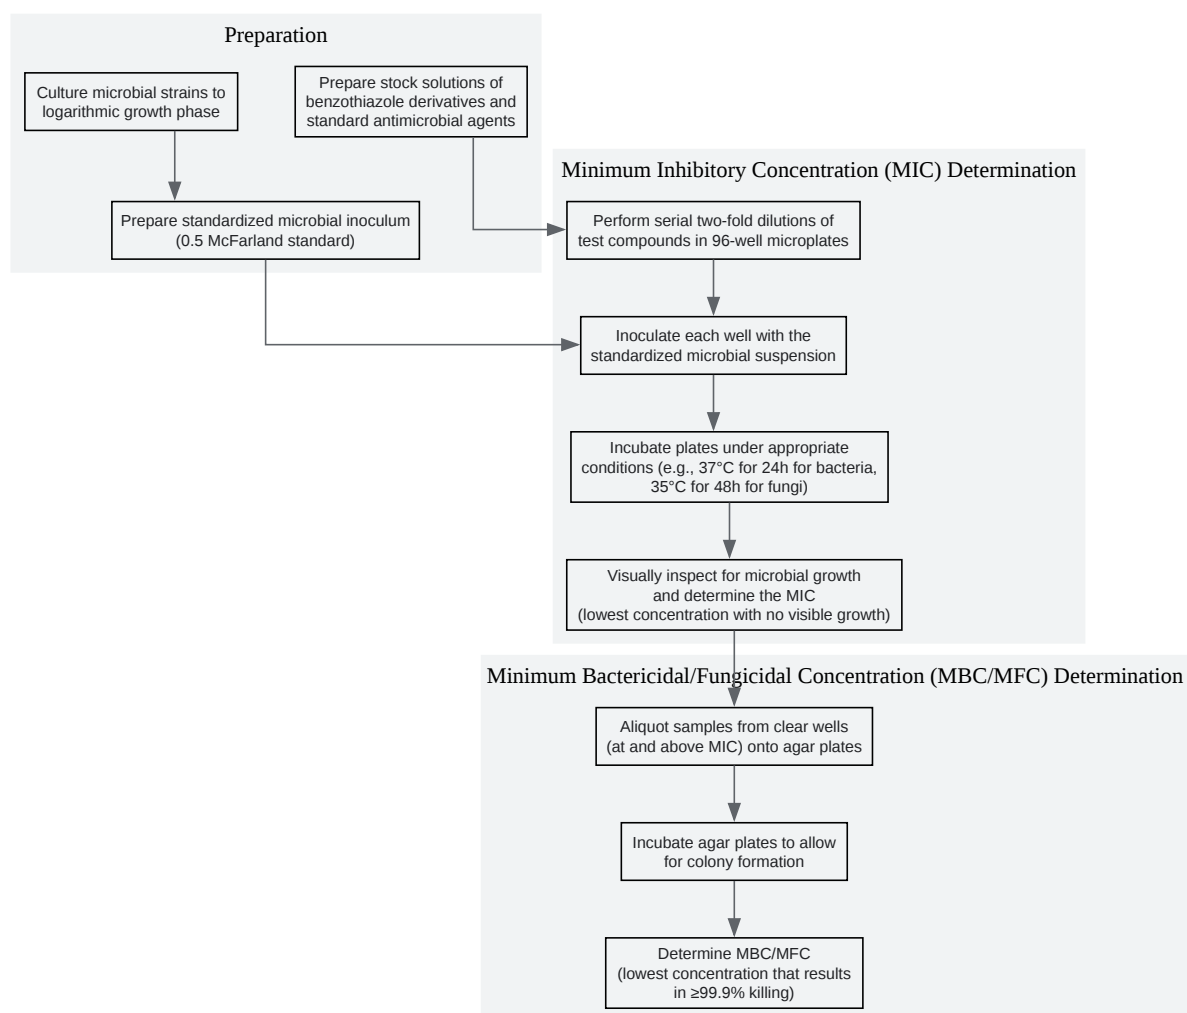 Preparation
Culture microbial strains to
logarithmic growth phase
Prepare stock solutions of
benzothiazole derivatives and
standard antimicrobial agents
Prepare standardized microbial inoculum
(0.5 McFarland standard)
Minimum Inhibitory Concentration (MIC) Determination
Perform serial two-fold dilutions of
test compounds in 96-well microplates
Inoculate each well with the
standardized microbial suspension
Incubate plates under appropriate
conditions (e.g., 37°C for 24h for bacteria,
35°C for 48h for fungi)
Visually inspect for microbial growth
and determine the MIC
(lowest concentration with no visible growth)
Minimum Bactericidal/Fungicidal Concentration (MBC/MFC) Determination
Aliquot samples from clear wells
(at and above MIC) onto agar plates
Incubate agar plates to allow
for colony formation
Determine MBC/MFC
(lowest concentration that results
in ≥99.9% killing)